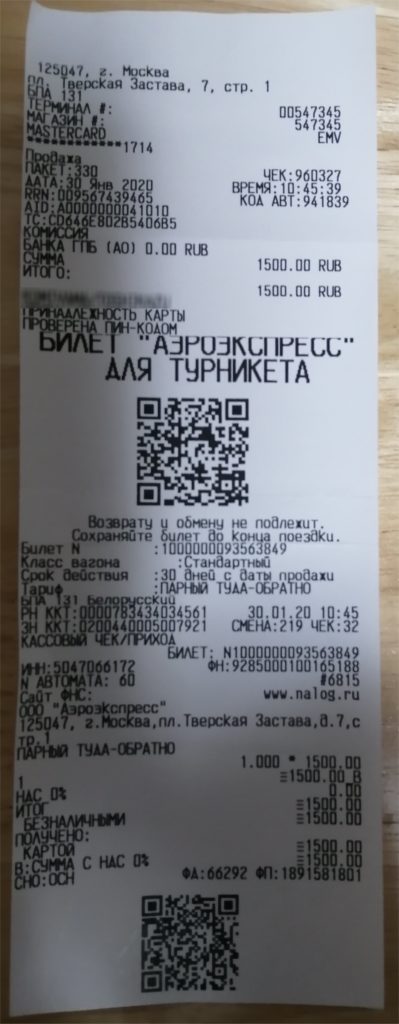 125047, г. Москва
пл. Тверская Застава, 7, стр. 1
БПА 131
ТЕРМИНАЛ #: 00547345
МАГАЗИН #: 547345
MASTERCARD EMV
************1714
Продажа
ПАКЕТ:330 ЧЕК:960327
ДАТА:30 Янв 2020 ВРЕМЯ:10:45:39
RRN:009567439465 КОД АВТ:941839
AID:A0000000041010
TC:CD646E802B5406B5
КОМИССИЯ
БАНКА ГПБ (АО) 0.00 RUB
СУММА 1500.00 RUB
ИТОГО:
1500.00 RUB
ПРИНАДЛЕЖНОСТЬ КАРТЫ
ПРОВЕРЕНА ПИН-КОДОМ
БИЛЕТ "АЭРОЭКСПРЕСС"
ДЛЯ ТУРНИКЕТА
Возврату и обмену не подлежит.
Сохраняйте билет до конца поездки.
Билет N :1000000093563849
Класс вагона :Стандартный
Срок действия :30 дней с даты продажи
Тариф :ПАРНЫЙ ТУДА-ОБРАТНО
БПА 131 Белорусский
РН ККТ:0000783434034561 30.01.20 10:45
ЗН ККТ:0200440005007921 СМЕНА:219 ЧЕК:32
КАССОВЫЙ ЧЕК/ПРИХОД
БИЛЕТ: N1000000093563849
ИНН:5047066172 ФН:9285000100165188
N АВТОМАТА: 60 #6815
Сайт ФНС: www.nalog.ru
ООО "Аэроэкспресс"
125047, г.Москва,пл.Тверская Застава,д.7,с
тр.1
ПАРНЫЙ ТУДА-ОБРАТНО
1.000 * 1500.00
1 ≡1500.00 В
НДС 0% 0.00
ИТОГ ≡1500.00
БЕЗНАЛИЧНЫМИ ≡1500.00
ПОЛУЧЕНО:
КАРТОЙ ≡1500.00
В:СУММА С НДС 0% ≡1500.00
СНО:ОСН ФД:66292 ФП:1891581801